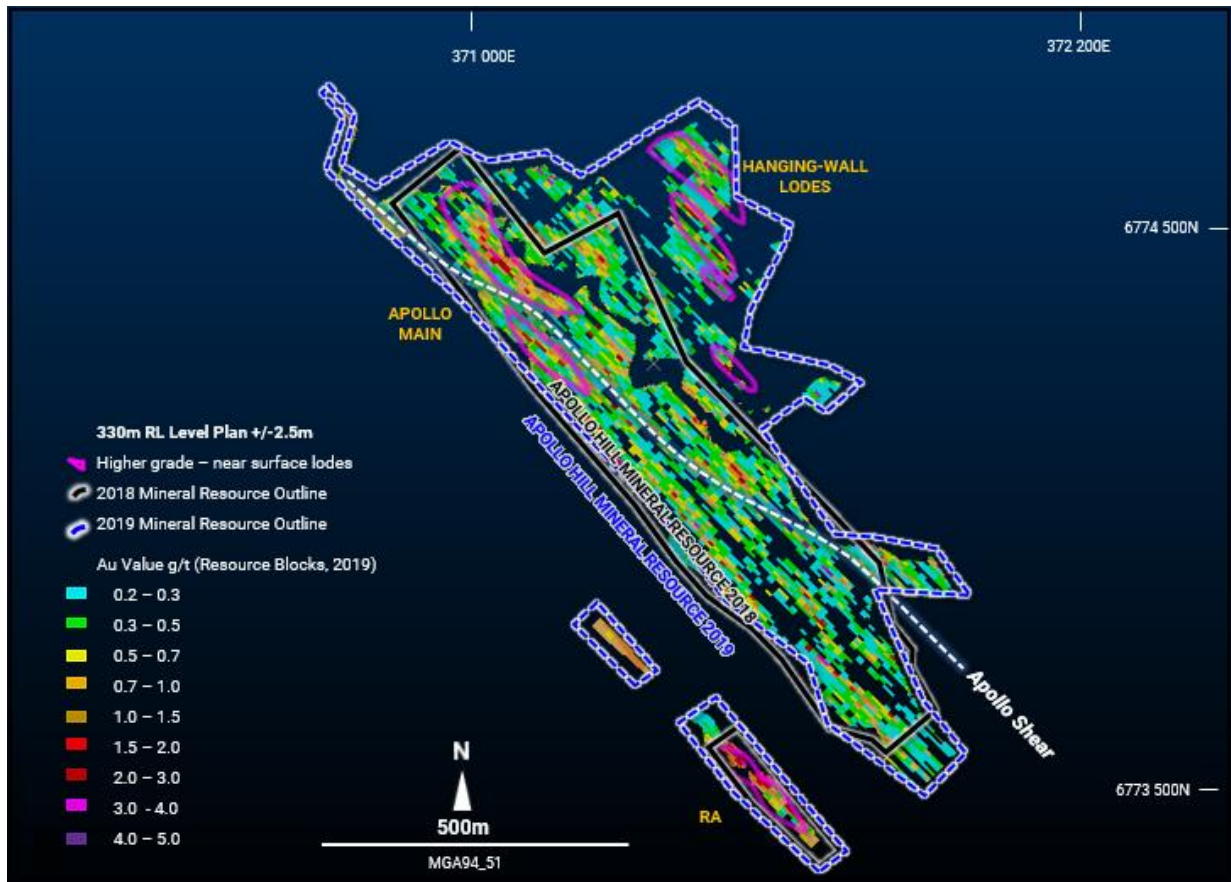 371 000E
372 200E
HANGING-WALL
LODES
6774 500N
APOLLO
MAIN
APOLLO HILL MINERAL RESOURCE 2018
APOLLO HILL MINERAL RESOURCE 2019
330m RL Level Plan +/-2.5m
Higher grade – near surface lodes
2018 Mineral Resource Outline
2019 Mineral Resource Outline
Au Value g/t (Resource Blocks, 2019)
0.2 – 0.3
0.3 – 0.5
0.5 – 0.7
0.7 – 1.0
1.0 – 1.5
1.5 – 2.0
2.0 – 3.0
3.0 - 4.0
4.0 – 5.0
Apollo Shear
N
500m
MGA94_51
RA
6773 500N